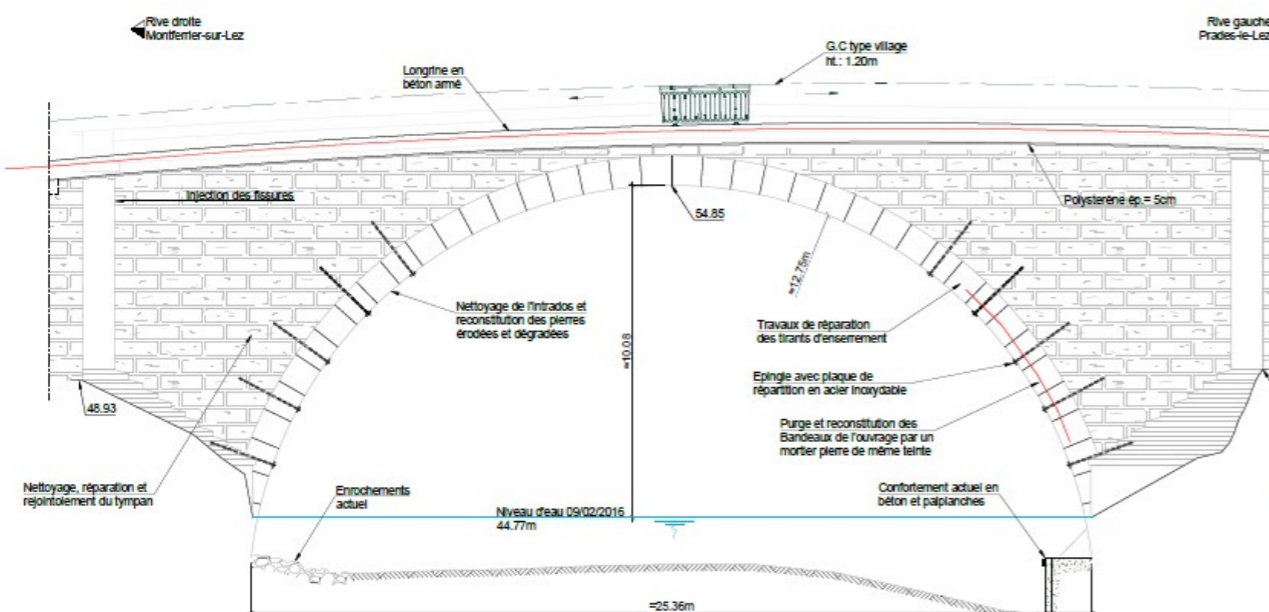 Rive droite
Montferrier-sur-Lez
Rive gauche
Prades-le-Lez
G.C type village
ht.: 1.20m
Longrine en
béton armé
Injection des fissures
54.85
Polysterène ép.= 5cm
≈12.75m
Nettoyage de l'intrados et
reconstitution des pierres
érodées et dégradées
≈10.08
Travaux de réparation
des tirants d'enserrement
Epingle avec plaque de
répartition en acier inoxydable
48.93
Purge et reconstitution des
Bandeaux de l'ouvrage par un
mortier pierre de même teinte
Nettoyage, réparation et
rejointoiement du tympan
Enrochements
actuel
Niveau d'eau 09/02/2016
44.77m
Confortement actuel en
béton et palplanches
≈25.36m